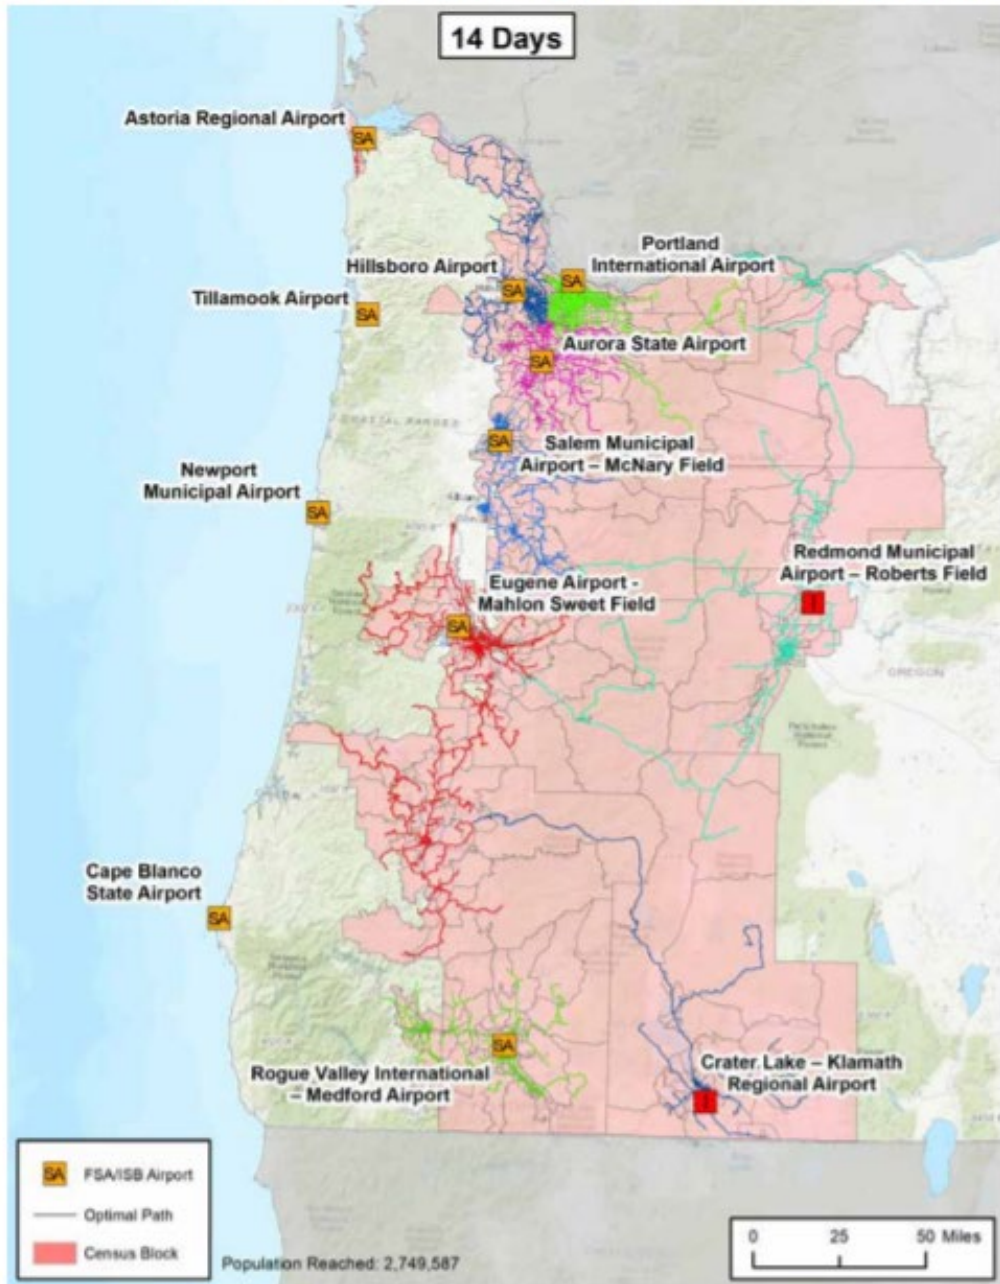 14 Days
Astoria Regional Airport
SA
Portland
International Airport
SA
Hillsboro Airport
SA
Tillamook Airport
SA
Aurora State Airport
SA
Salem Municipal
Airport – McNary Field
SA
Newport
Municipal Airport
SA
Redmond Municipal
Airport – Roberts Field
I
Eugene Airport -
Mahlon Sweet Field
SA
OREGON
Cape Blanco
State Airport
SA
Rogue Valley International
– Medford Airport
SA
Crater Lake – Klamath
Regional Airport
I
SA FSA/ISB Airport
Optimal Path
Census Block
Population Reached: 2,749,587
0 25 50 Miles